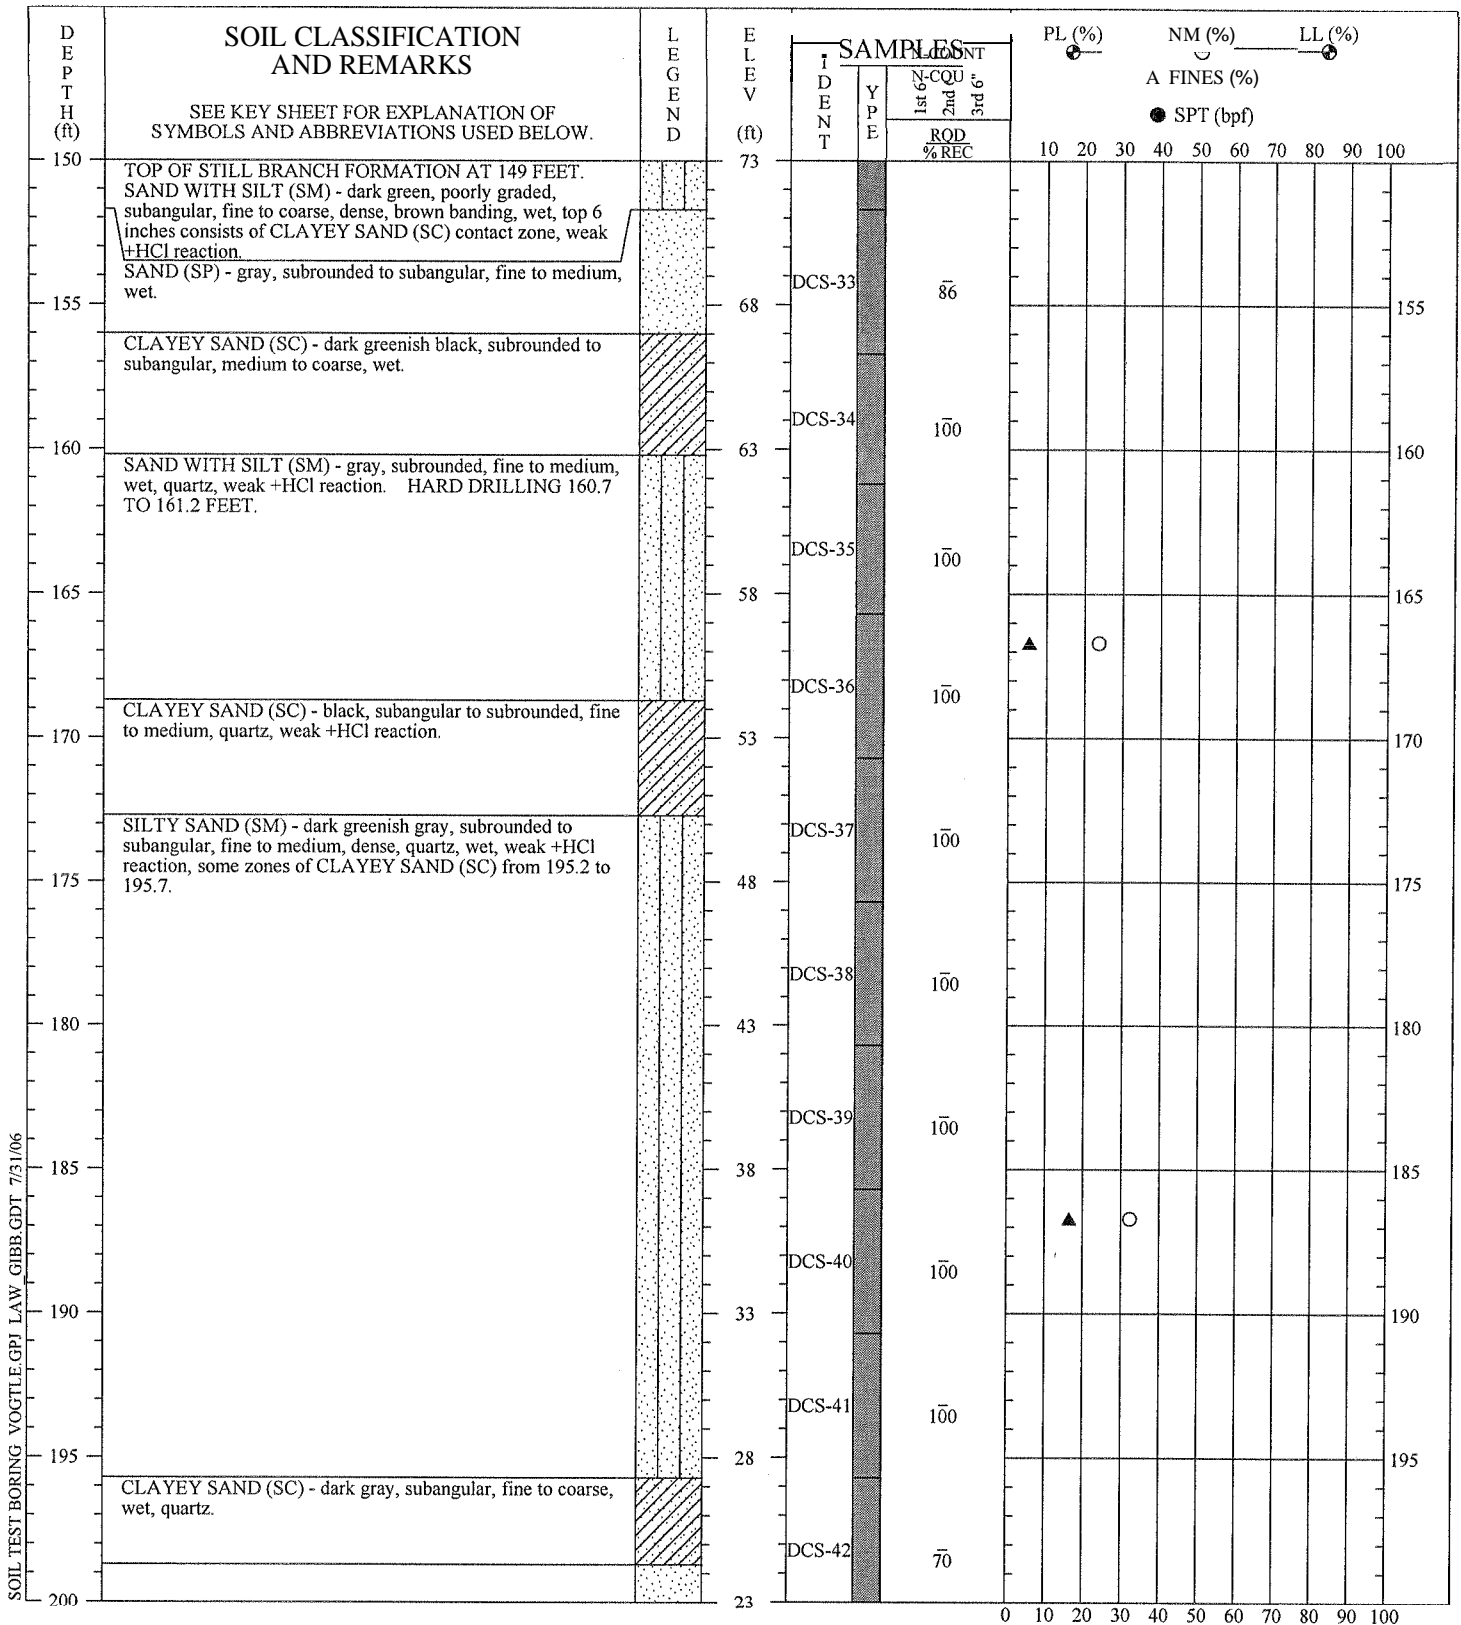 DEPTH (ft)
SOIL CLASSIFICATION
AND REMARKS
SEE KEY SHEET FOR EXPLANATION OF
SYMBOLS AND ABBREVIATIONS USED BELOW.
LEGEND
ELEV (ft)
SAMPLES
IDENT
YPE
N-COUNT
N-COU
1st 6"
2nd
3rd 6"
RQD
% REC
PL (%) NM (%) LL (%)
A FINES (%)
SPT (bpf)
10 20 30 40 50 60 70 80 90 100
150
TOP OF STILL BRANCH FORMATION AT 149 FEET.
SAND WITH SILT (SM) - dark green, poorly graded,
subangular, fine to coarse, dense, brown banding, wet, top 6
inches consists of CLAYEY SAND (SC) contact zone, weak
+HCl reaction.
73
SAND (SP) - gray, subrounded to subangular, fine to medium,
wet.
DCS-33
86
155
68
155
CLAYEY SAND (SC) - dark greenish black, subrounded to
subangular, medium to coarse, wet.
DCS-34
100
160
63
160
SAND WITH SILT (SM) - gray, subrounded, fine to medium,
wet, quartz, weak +HCl reaction. HARD DRILLING 160.7
TO 161.2 FEET.
DCS-35
100
165
58
165
DCS-36
100
CLAYEY SAND (SC) - black, subangular to subrounded, fine
to medium, quartz, weak +HCl reaction.
170
53
170
SILTY SAND (SM) - dark greenish gray, subrounded to
subangular, fine to medium, dense, quartz, wet, weak +HCl
reaction, some zones of CLAYEY SAND (SC) from 195.2 to
195.7.
DCS-37
100
175
48
175
DCS-38
100
180
43
180
DCS-39
100
185
38
185
DCS-40
100
190
33
190
DCS-41
100
195
28
195
CLAYEY SAND (SC) - dark gray, subangular, fine to coarse,
wet, quartz.
DCS-42
70
200
23
0 10 20 30 40 50 60 70 80 90 100
SOIL TEST BORING VOGTLE.GPJ LAW_GIBB.GDT 7/31/06